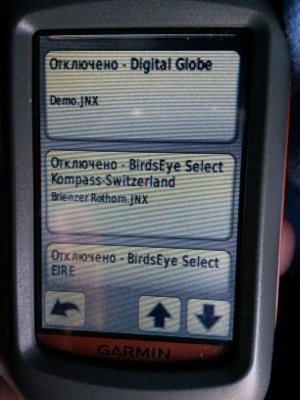 Отключено - Digital Globe
Demo.JNX
Отключено - BirdsEye Select
Kompass-Switzerland
Brienzer Rothorn.JNX
Отключено - BirdsEye Select
EIRE
GARMIN